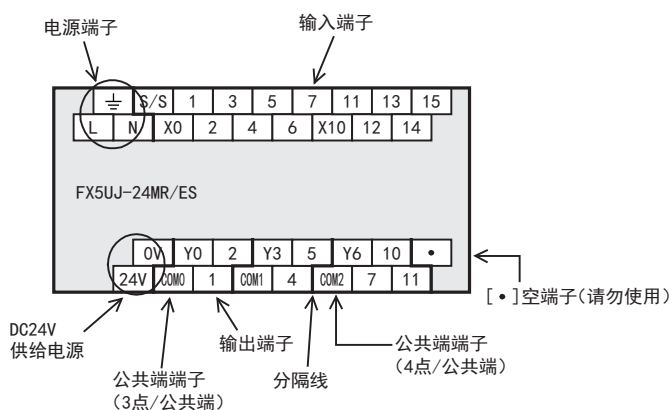 电源端子
输入端子
⏚ S/S 1 3 5 7 11 13 15
L N X0 2 4 6 X10 12 14
FX5UJ-24MR/ES
0V Y0 2 Y3 5 Y6 10 •
24V COM0 1 COM1 4 COM2 7 11
[•]空端子(请勿使用)
DC24V
供给电源
输出端子
公共端端子
(4点/公共端)
公共端端子
(3点/公共端)
分隔线